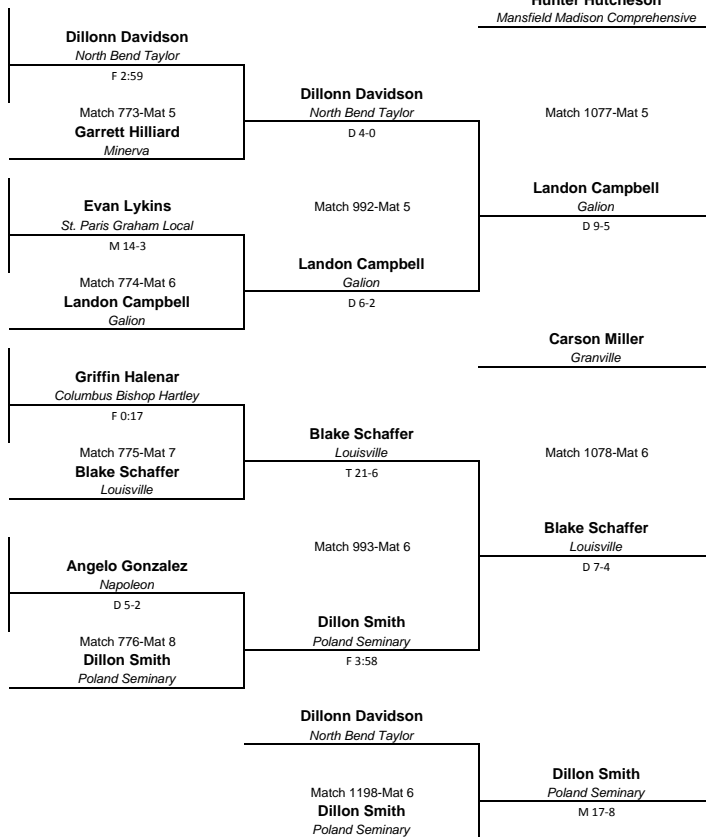 Hunter Hutcheson
Mansfield Madison Comprehensive
Dillonn Davidson
North Bend Taylor
F 2:59
Dillonn Davidson
Match 773-Mat 5
North Bend Taylor
Match 1077-Mat 5
Garrett Hilliard
D 4-0
Minerva
Landon Campbell
Evan Lykins
Match 992-Mat 5
Galion
St. Paris Graham Local
D 9-5
M 14-3
Landon Campbell
Match 774-Mat 6
Galion
Landon Campbell
D 6-2
Galion
Carson Miller
Granville
Griffin Halenar
Columbus Bishop Hartley
F 0:17
Blake Schaffer
Match 775-Mat 7
Louisville
Match 1078-Mat 6
Blake Schaffer
T 21-6
Louisville
Blake Schaffer
Match 993-Mat 6
Louisville
Angelo Gonzalez
D 7-4
Napoleon
D 5-2
Dillon Smith
Match 776-Mat 8
Poland Seminary
Dillon Smith
F 3:58
Poland Seminary
Dillonn Davidson
North Bend Taylor
Dillon Smith
Match 1198-Mat 6
Poland Seminary
Dillon Smith
M 17-8
Poland Seminary